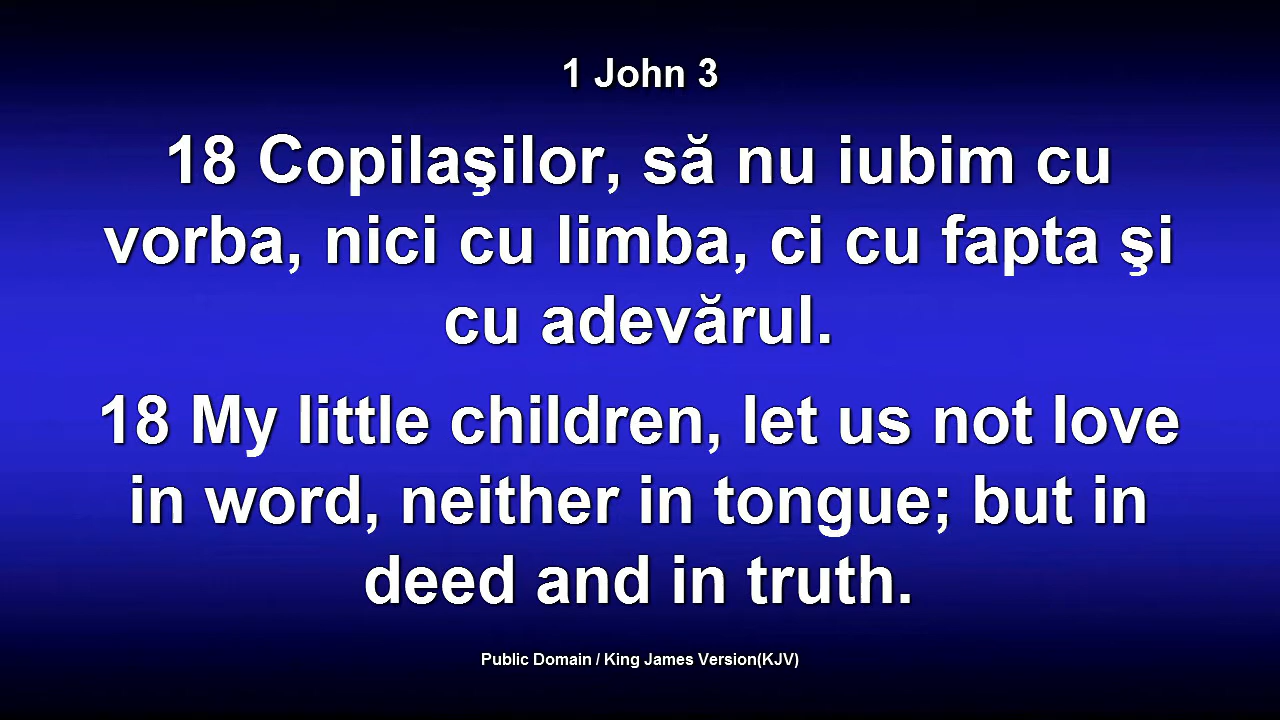 1 John 3
18 Copilaşilor, să nu iubim cu
vorba, nici cu limba, ci cu fapta şi
cu adevărul.
18 My little children, let us not love
in word, neither in tongue; but in
deed and in truth.
Public Domain / King James Version(KJV)